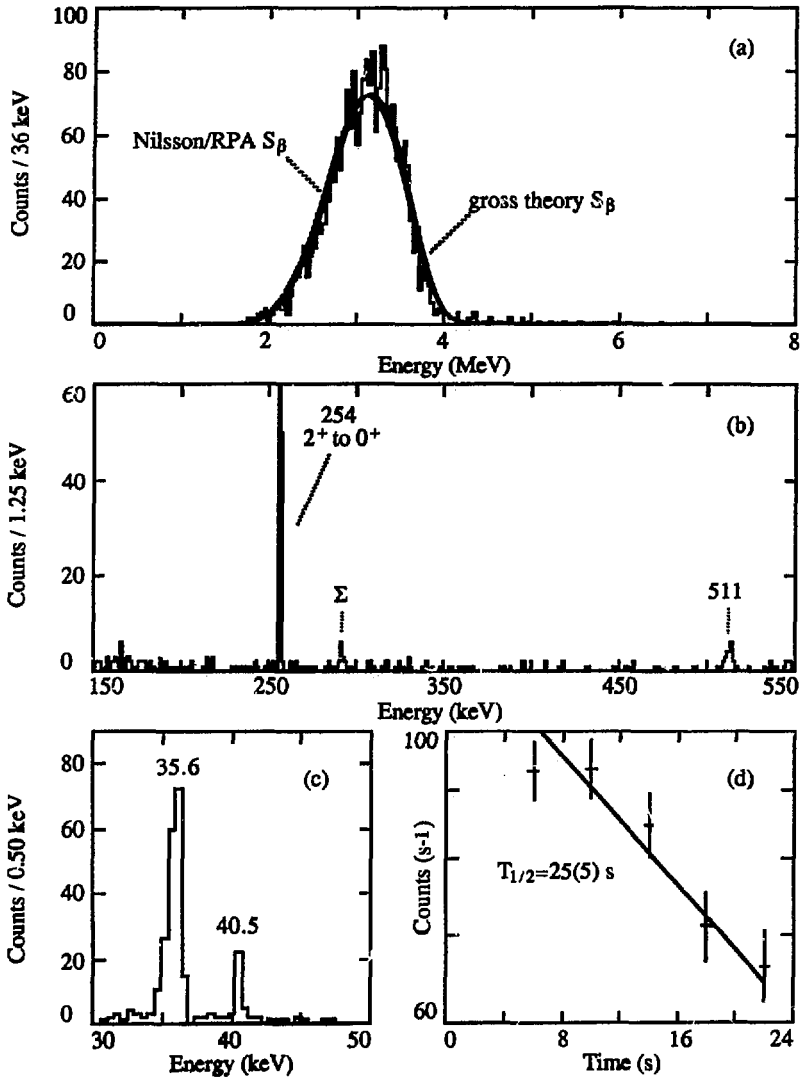 100
80
60
40
20
0
Counts / 36 keV
(a)
Nilsson/RPA Sβ
gross theory Sβ
0 2 4 6 8
Energy (MeV)
60
40
20
0
Counts / 1.25 keV
254
2+ to 0+
(b)
Σ
511
150 250 350 450 550
Energy (keV)
80
60
40
20
0
Counts / 0.50 keV
35.6
40.5
(c)
30 40 50
Energy (keV)
100
60
Counts (s-1)
(d)
T1/2=25(5) s
0 8 16 24
Time (s)